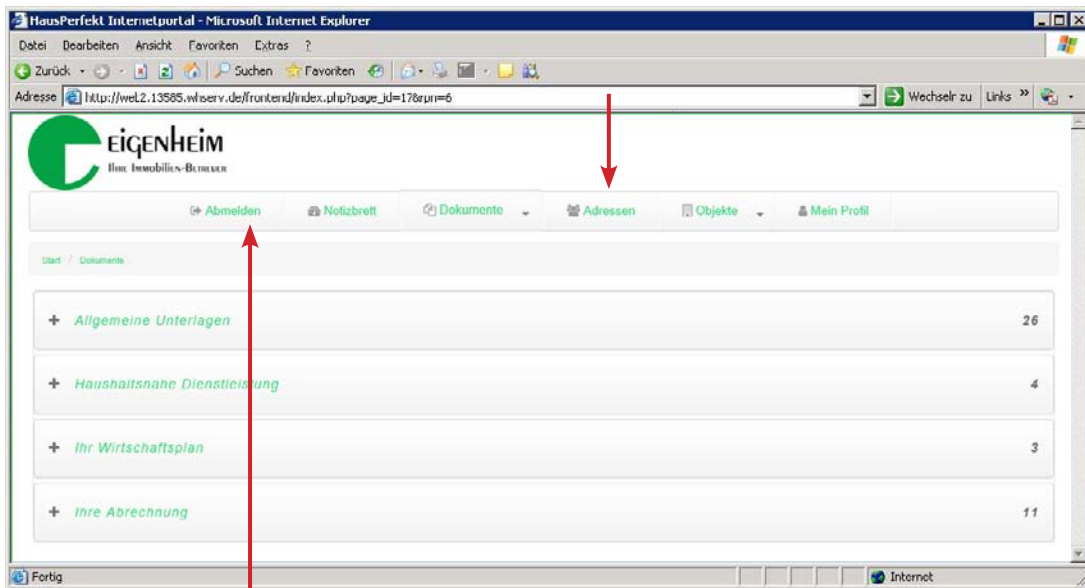 HausPerfekt Internetportal - Microsoft Internet Explorer
Datei Bearbeiten Ansicht Favoriten Extras ?
Zurück Suchen Favoriten
Adresse http://wel2.13585.whserv.de/frontend/index.php?page_id=17&rpn=6 Wechseln zu Links »
EIGENHEIM
IHRE IMMOBILIEN-BETREUER
Abmelden Notizbrett Dokumente Adressen Objekte Mein Profil
Start / Dokumente
+ Allgemeine Unterlagen 26
+ Haushaltsnahe Dienstleistung 4
+ Ihr Wirtschaftsplan 3
+ Ihre Abrechnung 11
Fertig Internet